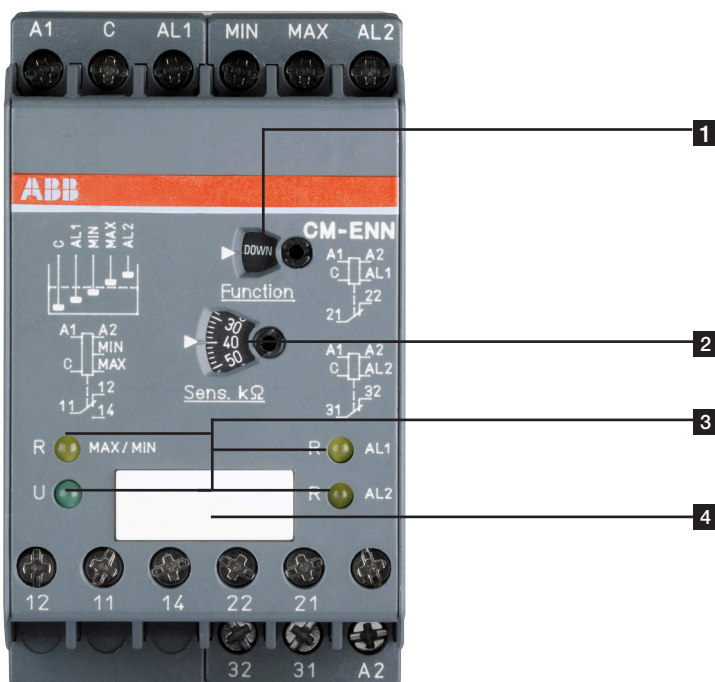 A1 C AL1 MIN MAX AL2
1
ABB
CM-ENN
C AL1 MIN MAX AL2
DOWN
Function
A1 A2
C AL1
22
21
30
40
50
Sens. kΩ
2
A1 A2
MIN
C MAX
12
11 14
A1 A2
C AL2
32
31
3
R MAX/MIN
R AL1
U
R AL2
4
12 11 14 22 21
32 31 A2